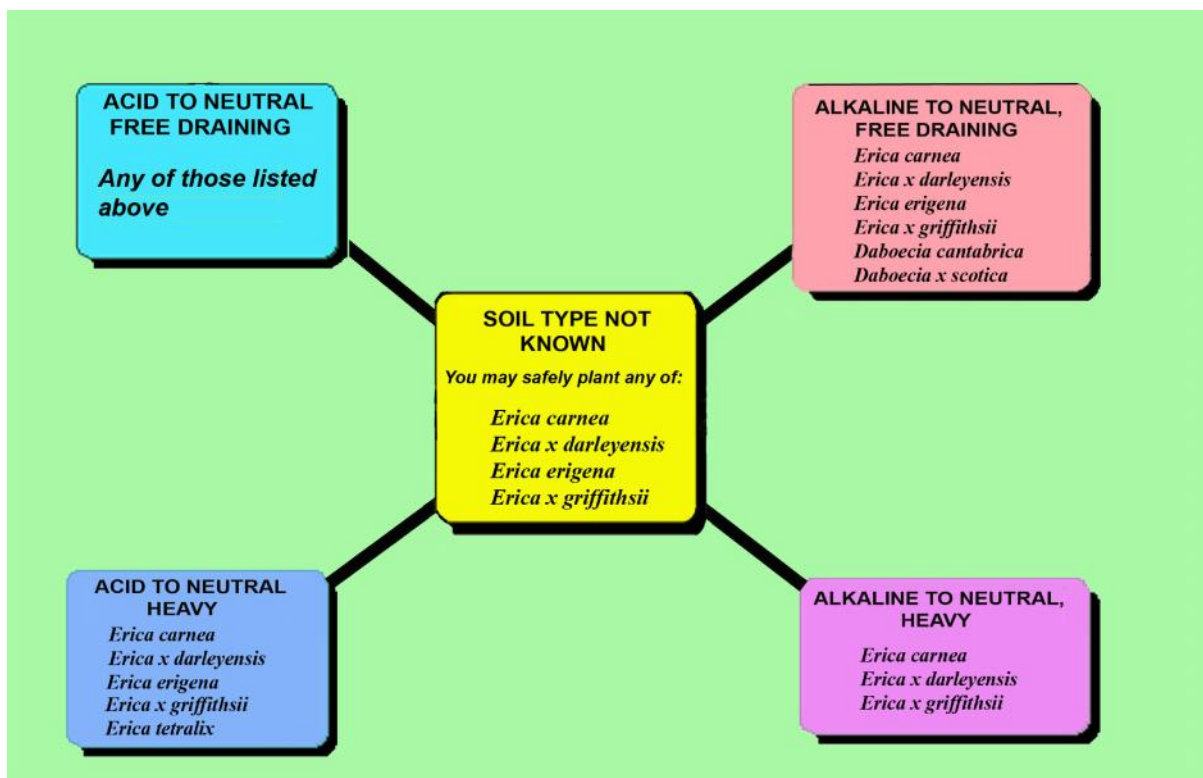 ACID TO NEUTRAL
FREE DRAINING
Any of those listed
above
ALKALINE TO NEUTRAL,
FREE DRAINING
Erica carnea
Erica x darleyensis
Erica erigena
Erica x griffithsii
Daboecia cantabrica
Daboecia x scotica
SOIL TYPE NOT
KNOWN
You may safely plant any of:
Erica carnea
Erica x darleyensis
Erica erigena
Erica x griffithsii
ACID TO NEUTRAL
HEAVY
Erica carnea
Erica x darleyensis
Erica erigena
Erica x griffithsii
Erica tetralix
ALKALINE TO NEUTRAL,
HEAVY
Erica carnea
Erica x darleyensis
Erica x griffithsii